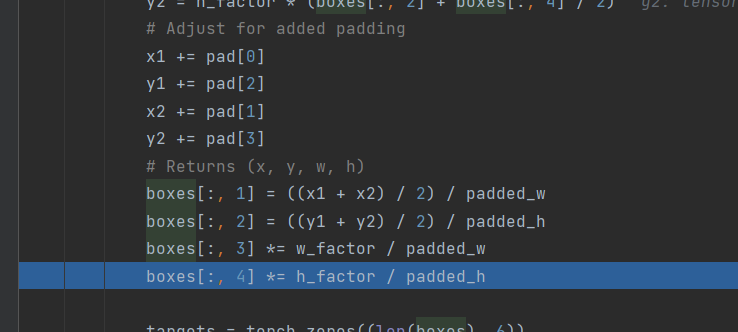 y2 = h_factor * (boxes[:, 2] + boxes[:, 4] / 2) y2: tensor
# Adjust for added padding
x1 += pad[0]
y1 += pad[2]
x2 += pad[1]
y2 += pad[3]
# Returns (x, y, w, h)
boxes[:, 1] = ((x1 + x2) / 2) / padded_w
boxes[:, 2] = ((y1 + y2) / 2) / padded_h
boxes[:, 3] *= w_factor / padded_w
boxes[:, 4] *= h_factor / padded_h
targets = torch.zeros((len(boxes), 6))